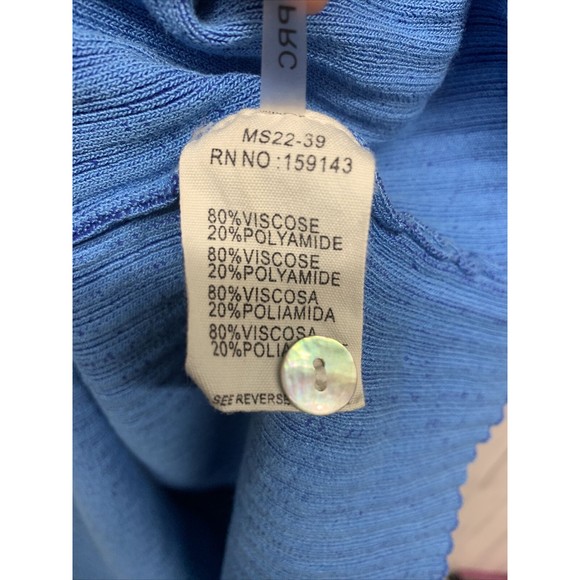 PRC
MS22-39
RN NO :159143
80%VISCOSE
20%POLYAMIDE
80%VISCOSE
20%POLYAMIDE
80%VISCOSA
20%POLIAMIDA
80%VISCOSA
SEE REVERSE